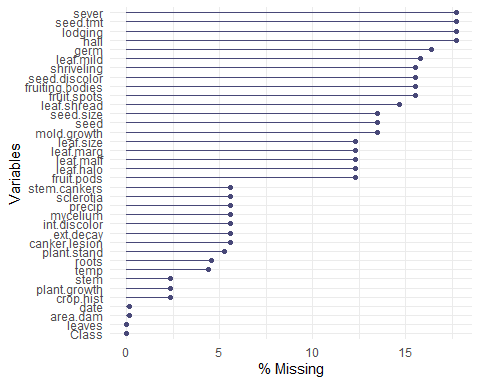 sever
seed.tmt
lodging
hail
germ
leaf.mild
shriveling
seed.discolor
fruiting.bodies
fruit.spots
leaf.shread
seed.size
seed
mold.growth
leaf.size
leaf.marg
leaf.malf
leaf.halo
fruit.pods
stem.cankers
sclerotia
precip
mycelium
int.discolor
ext.decay
canker.lesion
plant.stand
roots
temp
stem
plant.growth
crop.hist
date
area.dam
leaves
Class
Variables
0 5 10 15
% Missing